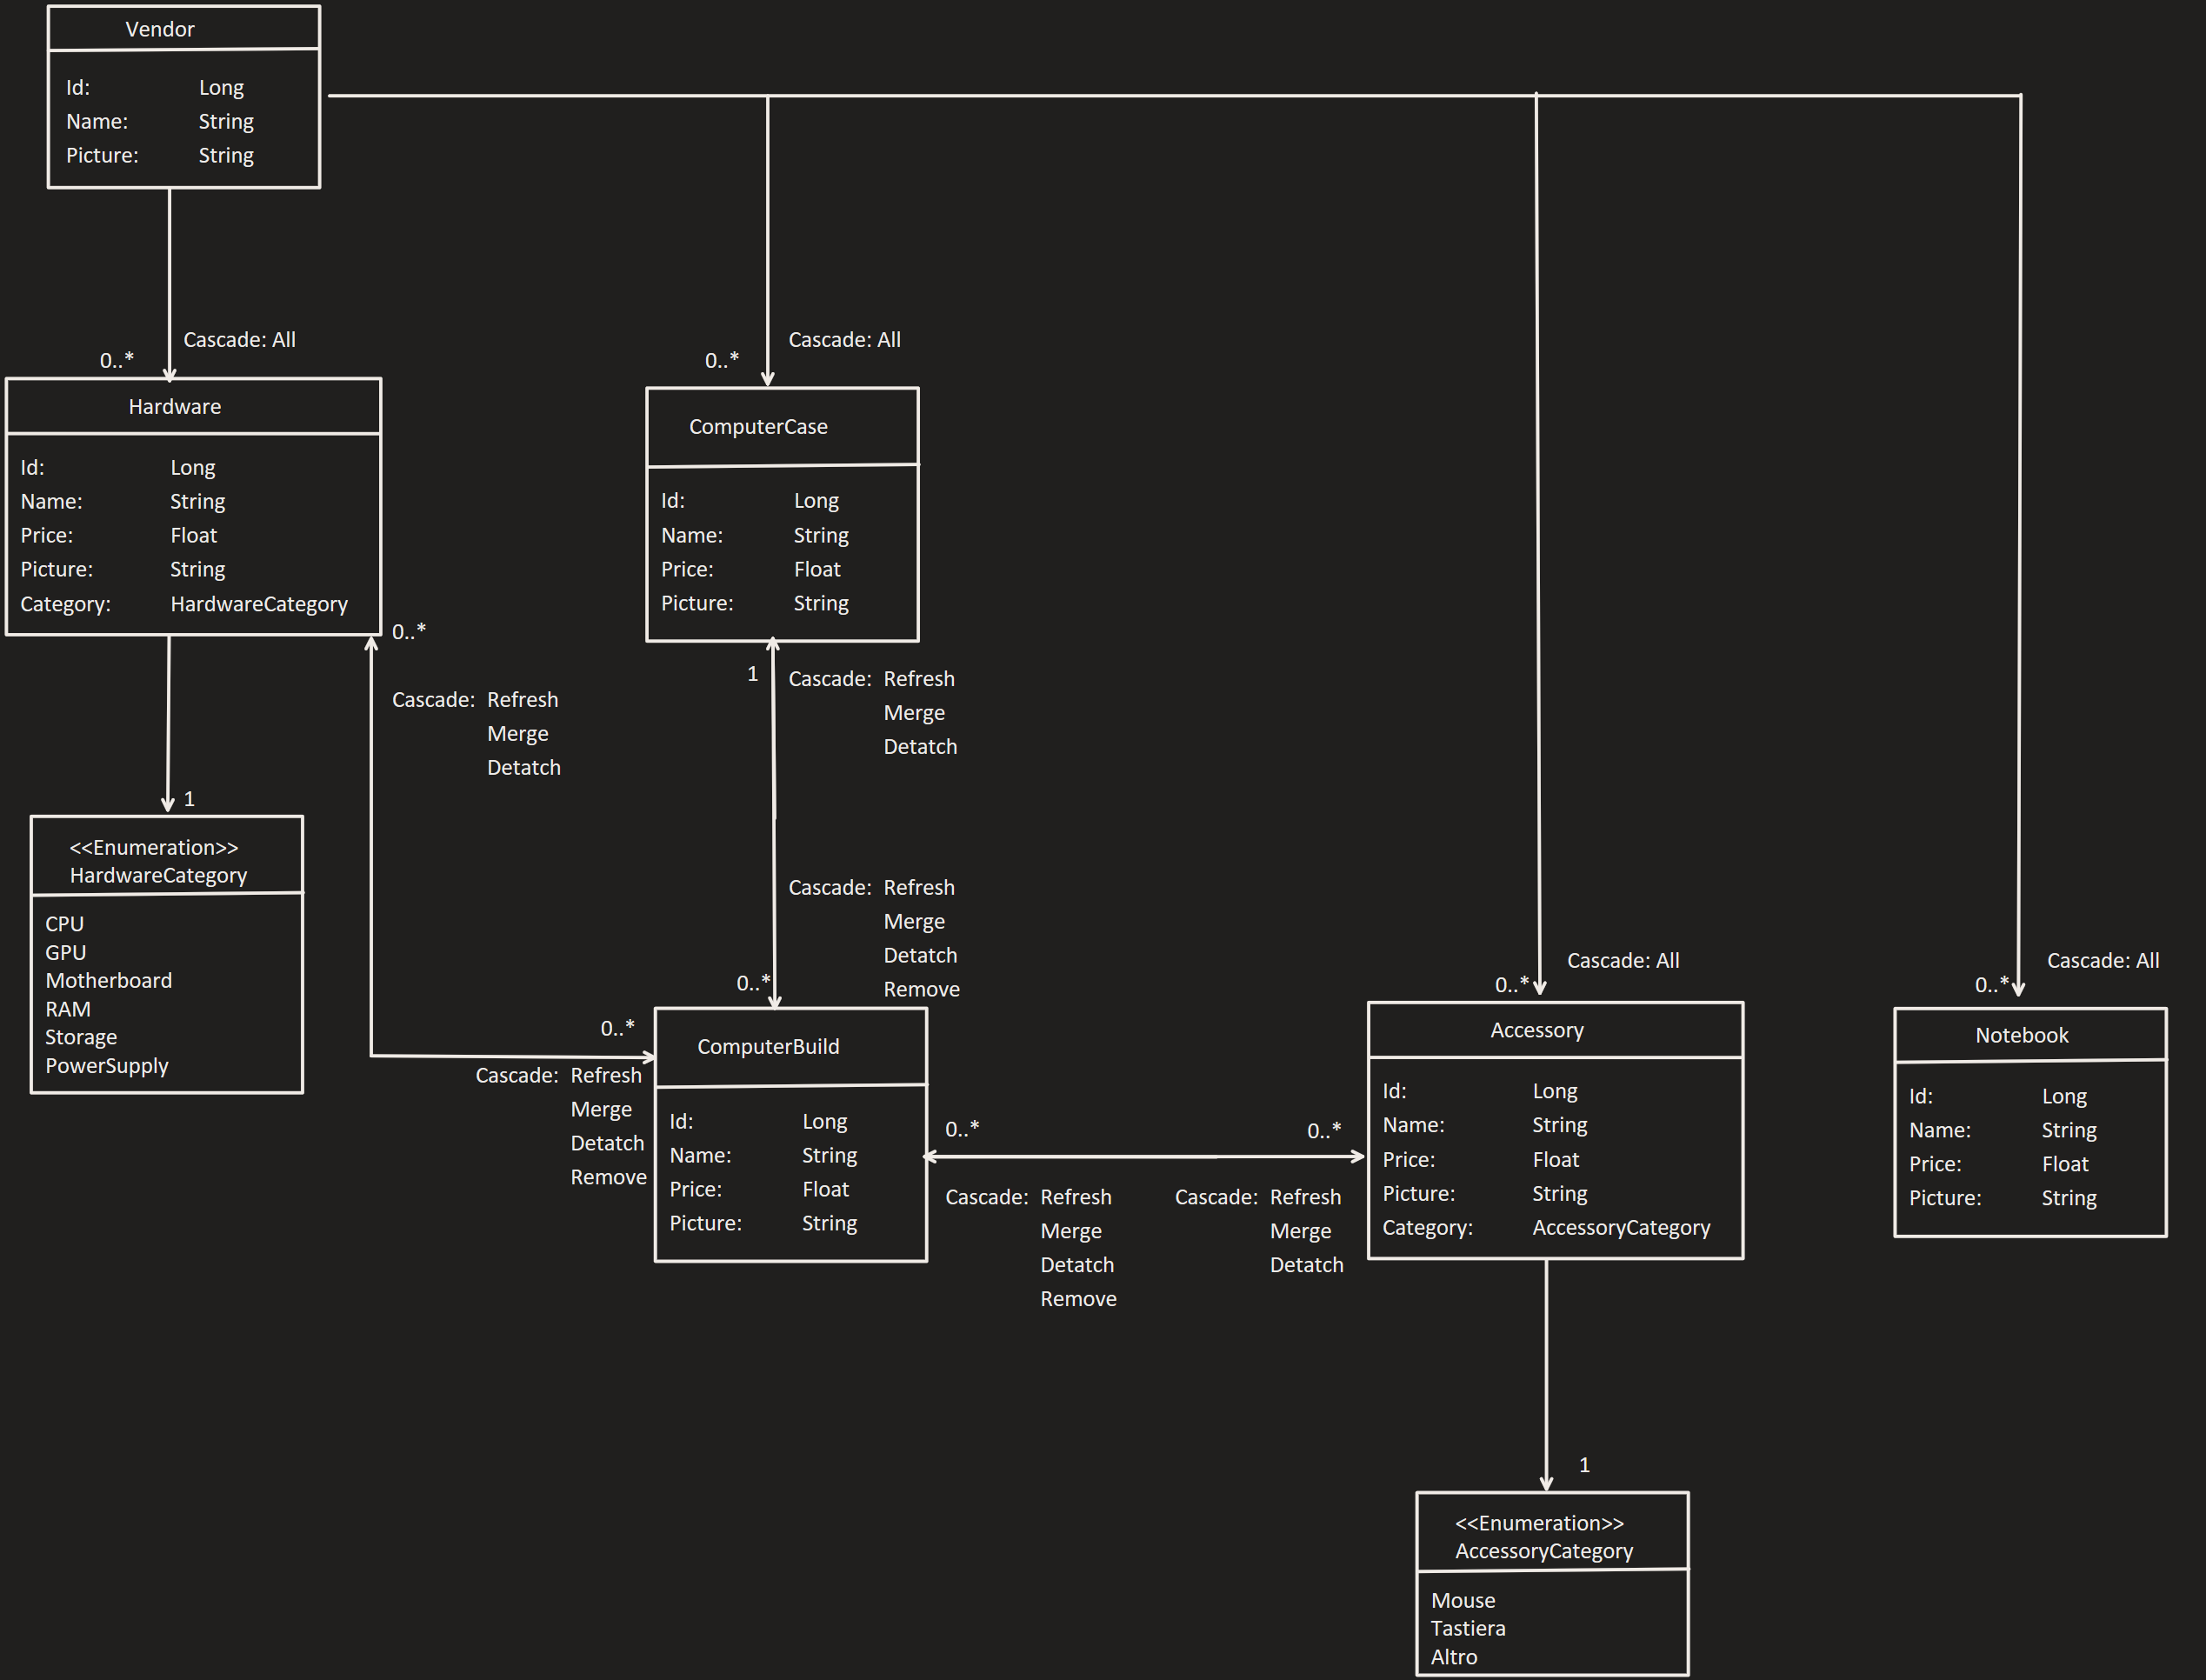 Vendor
Id: Long
Name: String
Picture: String
Cascade: All
0..*
Cascade: All
0..*
Hardware
Id: Long
Name: String
Price: Float
Picture: String
Category: HardwareCategory
ComputerCase
Id: Long
Name: String
Price: Float
Picture: String
0..*
Cascade: Refresh
Merge
Detatch
1
Cascade: Refresh
Merge
Detatch
1
<<Enumeration>>
HardwareCategory
CPU
GPU
Motherboard
RAM
Storage
PowerSupply
Cascade: Refresh
Merge
Detatch
Remove
0..*
0..*
Cascade: Refresh
Merge
Detatch
Remove
ComputerBuild
Id: Long
Name: String
Price: Float
Picture: String
0..*
Cascade: Refresh
Merge
Detatch
Remove
0..*
Cascade: Refresh
Merge
Detatch
Cascade: All
0..*
Accessory
Id: Long
Name: String
Price: Float
Picture: String
Category: AccessoryCategory
Cascade: All
0..*
Notebook
Id: Long
Name: String
Price: Float
Picture: String
1
<<Enumeration>>
AccessoryCategory
Mouse
Tastiera
Altro